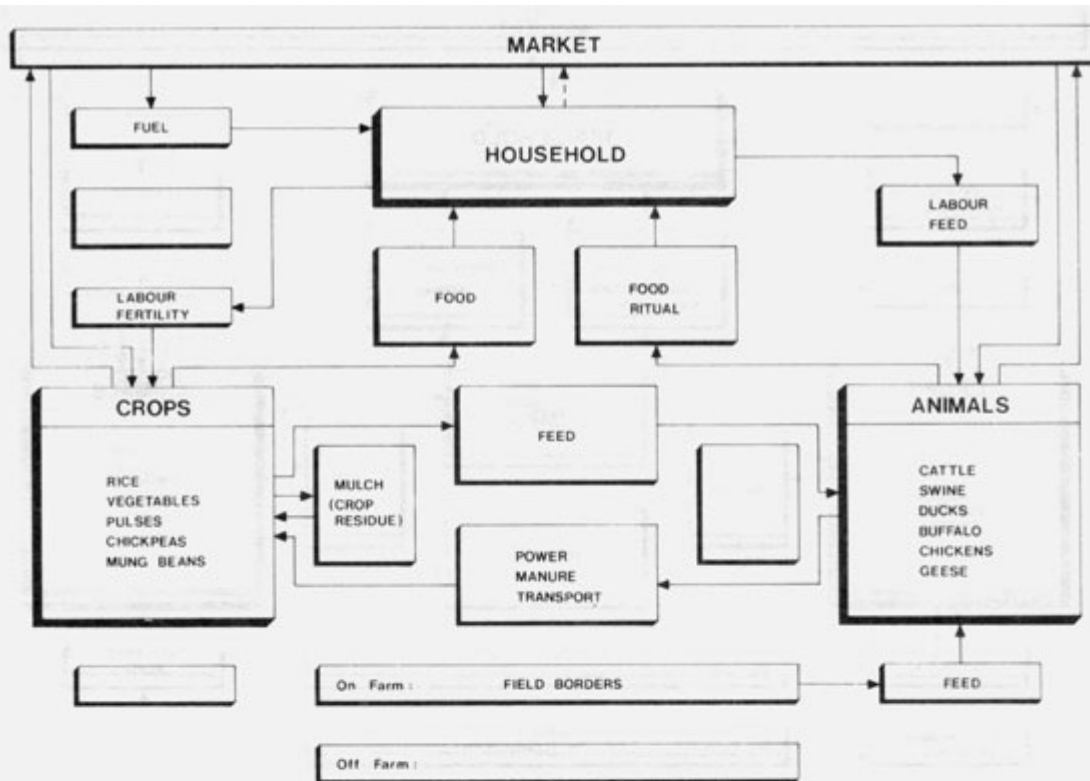 MARKET
FUEL
HOUSEHOLD
LABOUR
FEED
LABOUR
FERTILITY
FOOD
FOOD
RITUAL
CROPS
RICE
VEGETABLES
PULSES
CHICKPEAS
MUNG BEANS
MULCH
(CROP
RESIDUE)
FEED
POWER
MANURE
TRANSPORT
ANIMALS
CATTLE
SWINE
DUCKS
BUFFALO
CHICKENS
GEESE
On Farm: FIELD BORDERS
FEED
Off Farm: